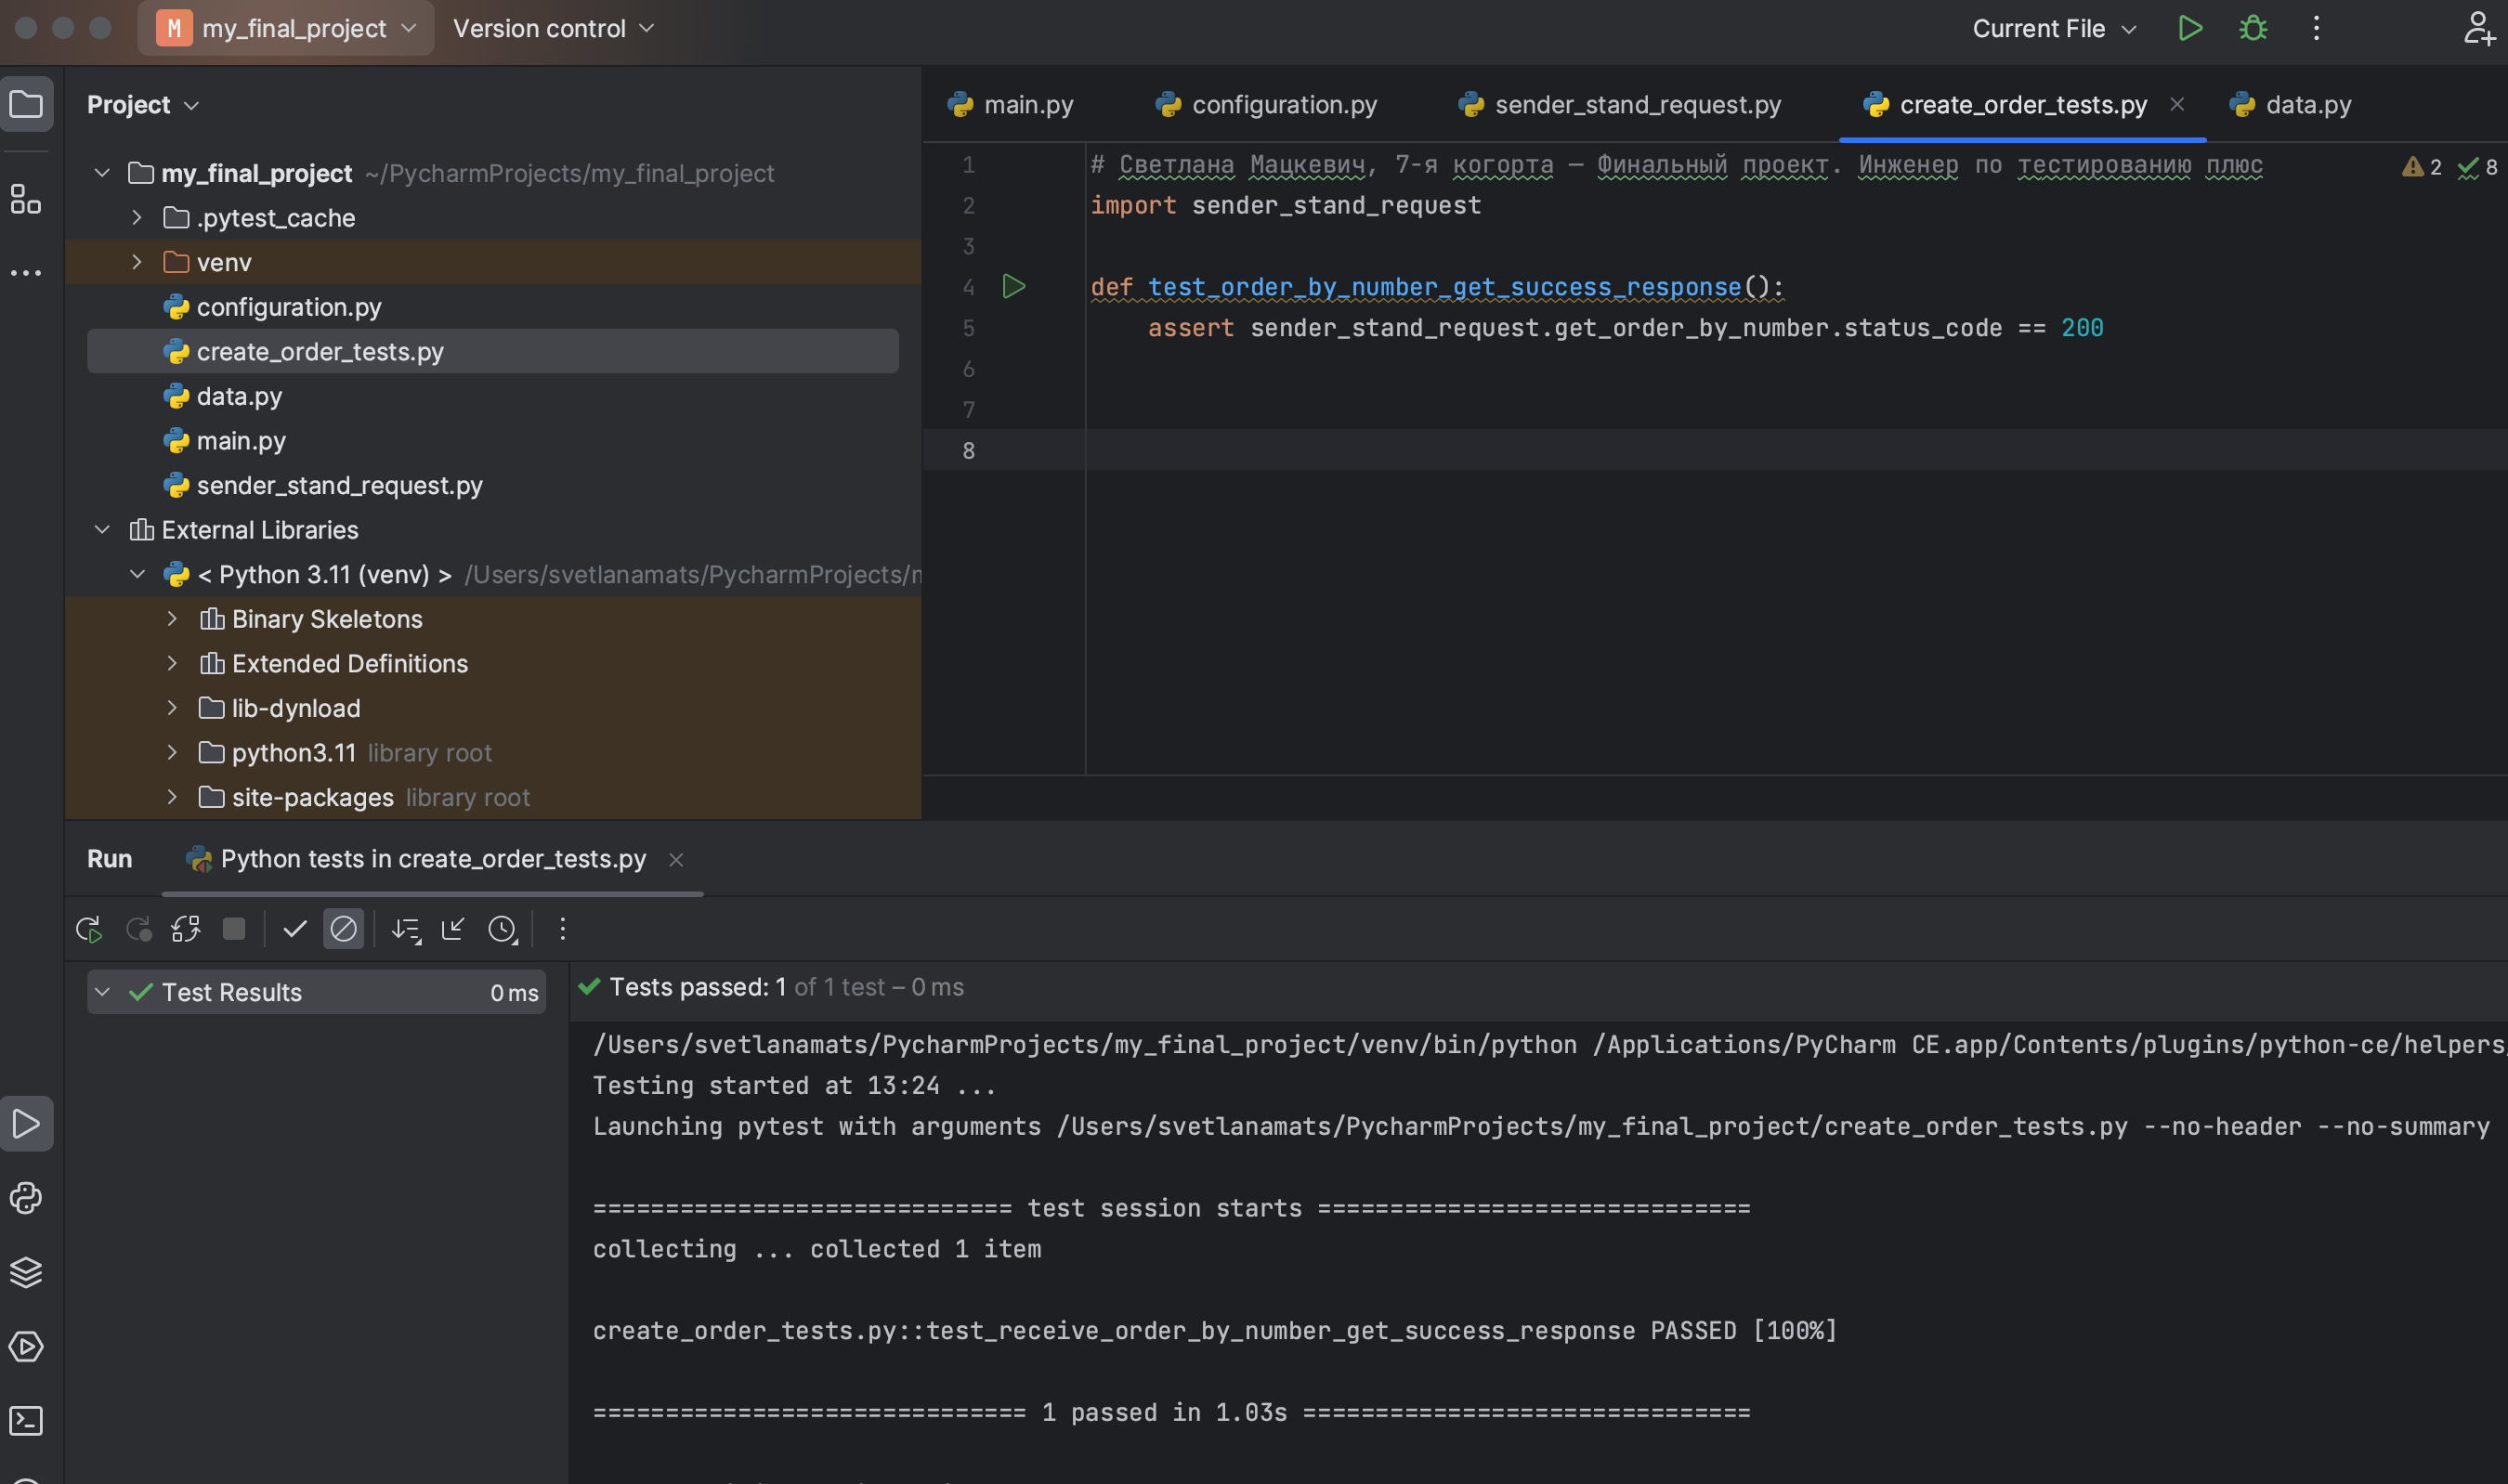 M my_final_project Version control Current File
Project
my_final_project ~/PycharmProjects/my_final_project
.pytest_cache
venv
configuration.py
create_order_tests.py
data.py
main.py
sender_stand_request.py
External Libraries
< Python 3.11 (venv) > /Users/svetlanamats/PycharmProjects/
Binary Skeletons
Extended Definitions
lib-dynload
python3.11 library root
site-packages library root
main.py configuration.py sender_stand_request.py create_order_tests.py data.py
1 # Светлана Мацкевич, 7-я когорта — Финальный проект. Инженер по тестированию плюс 2 8
2 import sender_stand_request
3
4 def test_order_by_number_get_success_response():
5 assert sender_stand_request.get_order_by_number.status_code == 200
6
7
8
Run Python tests in create_order_tests.py
Test Results 0 ms
Tests passed: 1 of 1 test – 0 ms
/Users/svetlanamats/PycharmProjects/my_final_project/venv/bin/python /Applications/PyCharm CE.app/Contents/plugins/python-ce/helpers/
Testing started at 13:24 ...
Launching pytest with arguments /Users/svetlanamats/PycharmProjects/my_final_project/create_order_tests.py --no-header --no-summary
============================= test session starts ==============================
collecting ... collected 1 item
create_order_tests.py::test_receive_order_by_number_get_success_response PASSED [100%]
============================== 1 passed in 1.03s ===============================